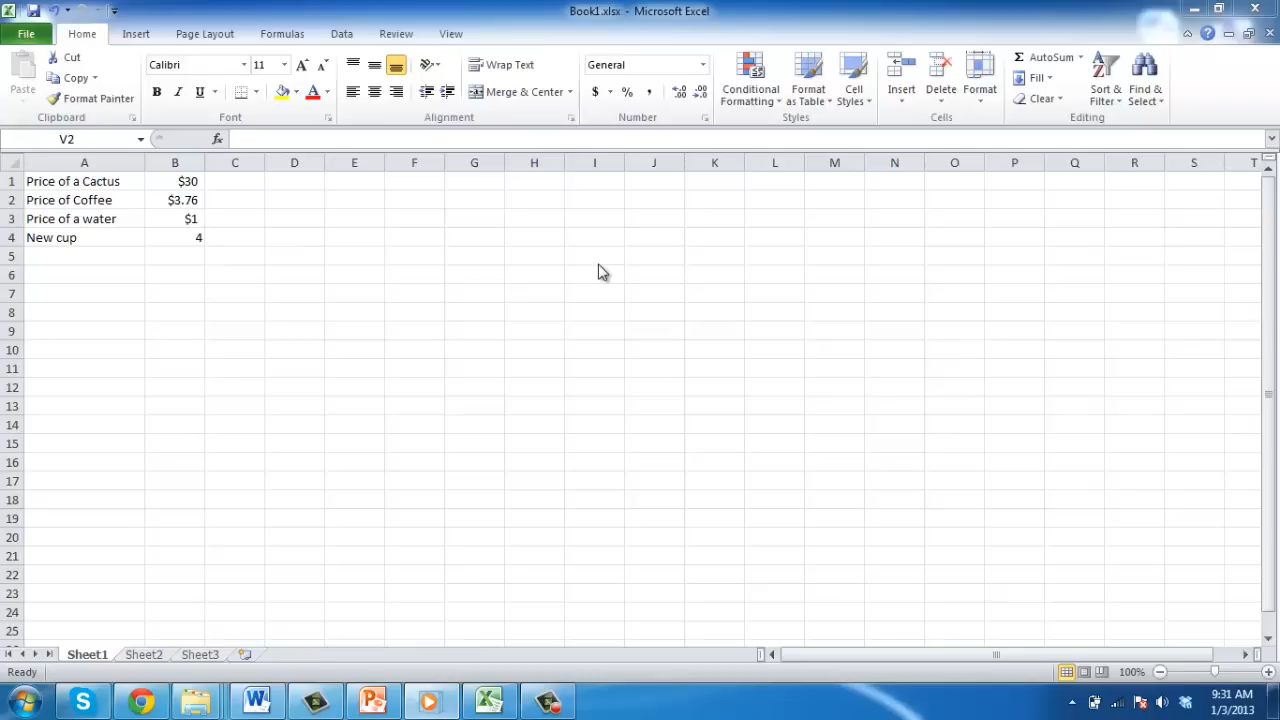 Book1.xlsx - Microsoft Excel
File Home Insert Page Layout Formulas Data Review View
Cut
Copy
Format Painter
Paste
Clipboard
Calibri 11
B I U
Font
Wrap Text
Merge & Center
Alignment
General
$ % ,
Number
Conditional Formatting
Format as Table
Cell Styles
Styles
Insert
Delete
Format
Cells
Σ AutoSum
Fill
Clear
Sort & Filter
Find & Select
Editing
V2 fx
A B C D E F G H I J K L M N O P Q R S T
1 Price of a Cactus $30
2 Price of Coffee $3.76
3 Price of a water $1
4 New cup 4
5
6
7
8
9
10
11
12
13
14
15
16
17
18
19
20
21
22
23
24
25
Sheet1 Sheet2 Sheet3
Ready 100%
9:31 AM
1/3/2013